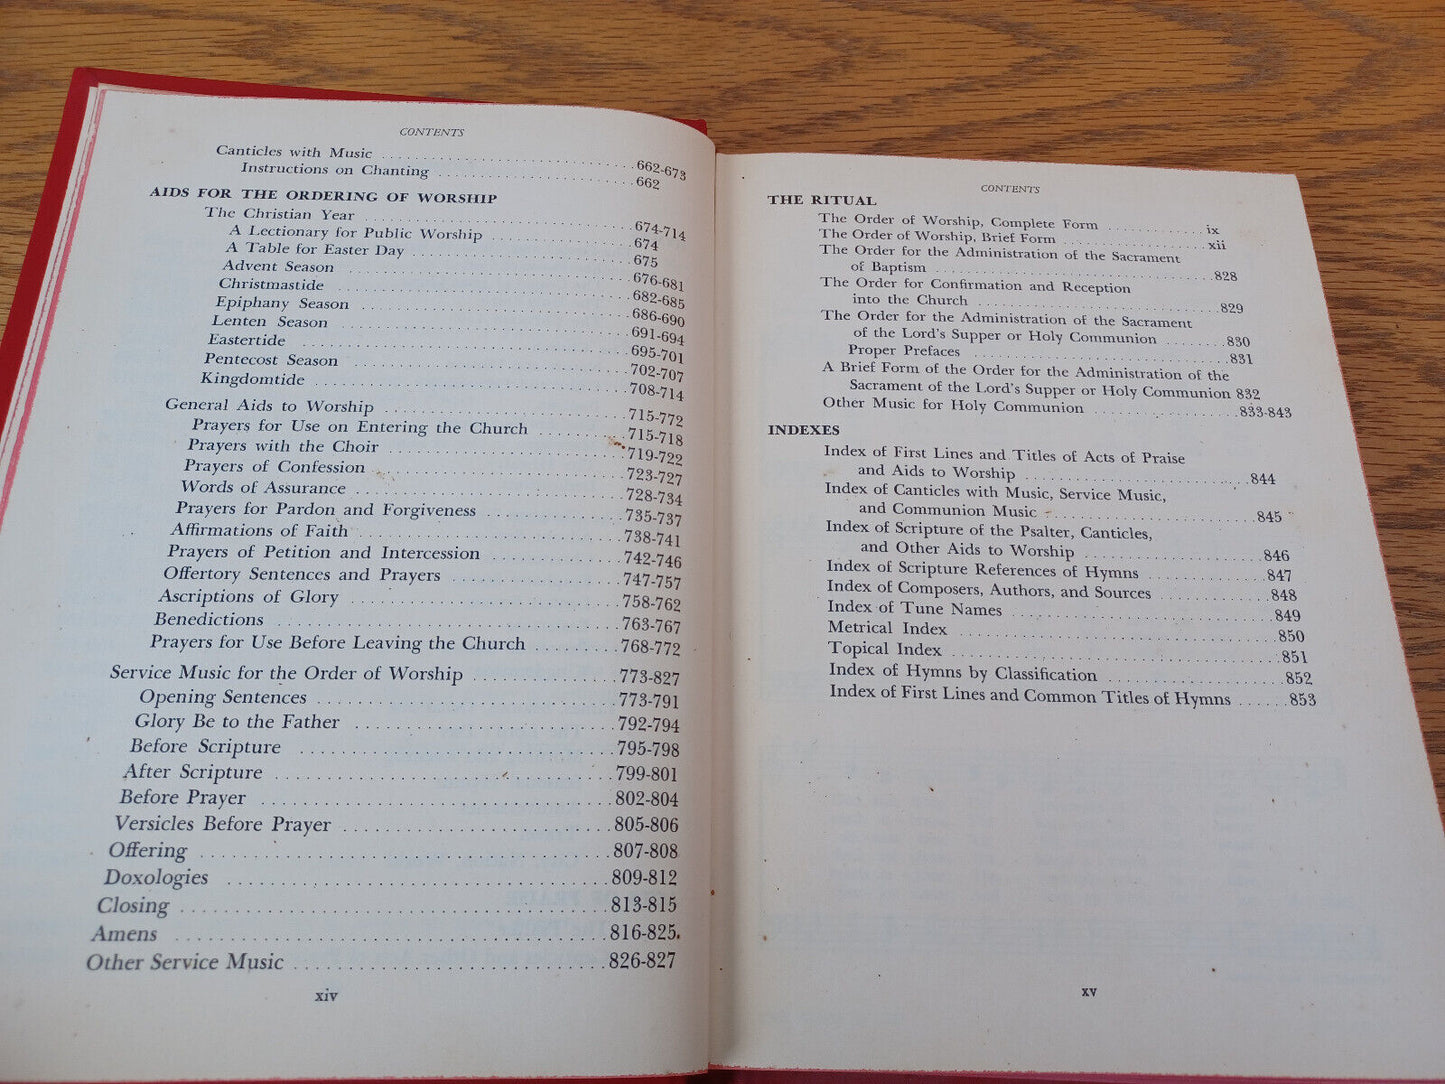 CONTENTS
Canticles with Music 662-673
Instructions on Chanting 662
AIDS FOR THE ORDERING OF WORSHIP
The Christian Year 674-714
A Lectionary for Public Worship 674
A Table for Easter Day 675
Advent Season 676-681
Christmastide 682-685
Epiphany Season 686-690
Lenten Season 691-694
Eastertide 695-701
Pentecost Season 702-707
Kingdomtide 708-714
General Aids to Worship 715-772
Prayers for Use on Entering the Church 715-718
Prayers with the Choir 719-722
Prayers of Confession 723-727
Words of Assurance 728-734
Prayers for Pardon and Forgiveness 735-737
Affirmations of Faith 738-741
Prayers of Petition and Intercession 742-746
Offertory Sentences and Prayers 747-757
Ascriptions of Glory 758-762
Benedictions 763-767
Prayers for Use Before Leaving the Church 768-772
Service Music for the Order of Worship 773-827
Opening Sentences 773-791
Glory Be to the Father 792-794
Before Scripture 795-798
After Scripture 799-801
Before Prayer 802-804
Versicles Before Prayer 805-806
Offering 807-808
Doxologies 809-812
Closing 813-815
Amens 816-825
Other Service Music 826-827
xiv
CONTENTS
THE RITUAL
The Order of Worship, Complete Form ix
The Order of Worship, Brief Form xii
The Order for the Administration of the Sacrament
of Baptism 828
The Order for Confirmation and Reception
into the Church 829
The Order for the Administration of the Sacrament
of the Lord's Supper or Holy Communion 830
Proper Prefaces 831
A Brief Form of the Order for the Administration of the
Sacrament of the Lord's Supper or Holy Communion 832
Other Music for Holy Communion 833-843
INDEXES
Index of First Lines and Titles of Acts of Praise
and Aids to Worship 844
Index of Canticles with Music, Service Music,
and Communion Music 845
Index of Scripture of the Psalter, Canticles,
and Other Aids to Worship 846
Index of Scripture References of Hymns 847
Index of Composers, Authors, and Sources 848
Index of Tune Names 849
Metrical Index 850
Topical Index 851
Index of Hymns by Classification 852
Index of First Lines and Common Titles of Hymns 853
xv